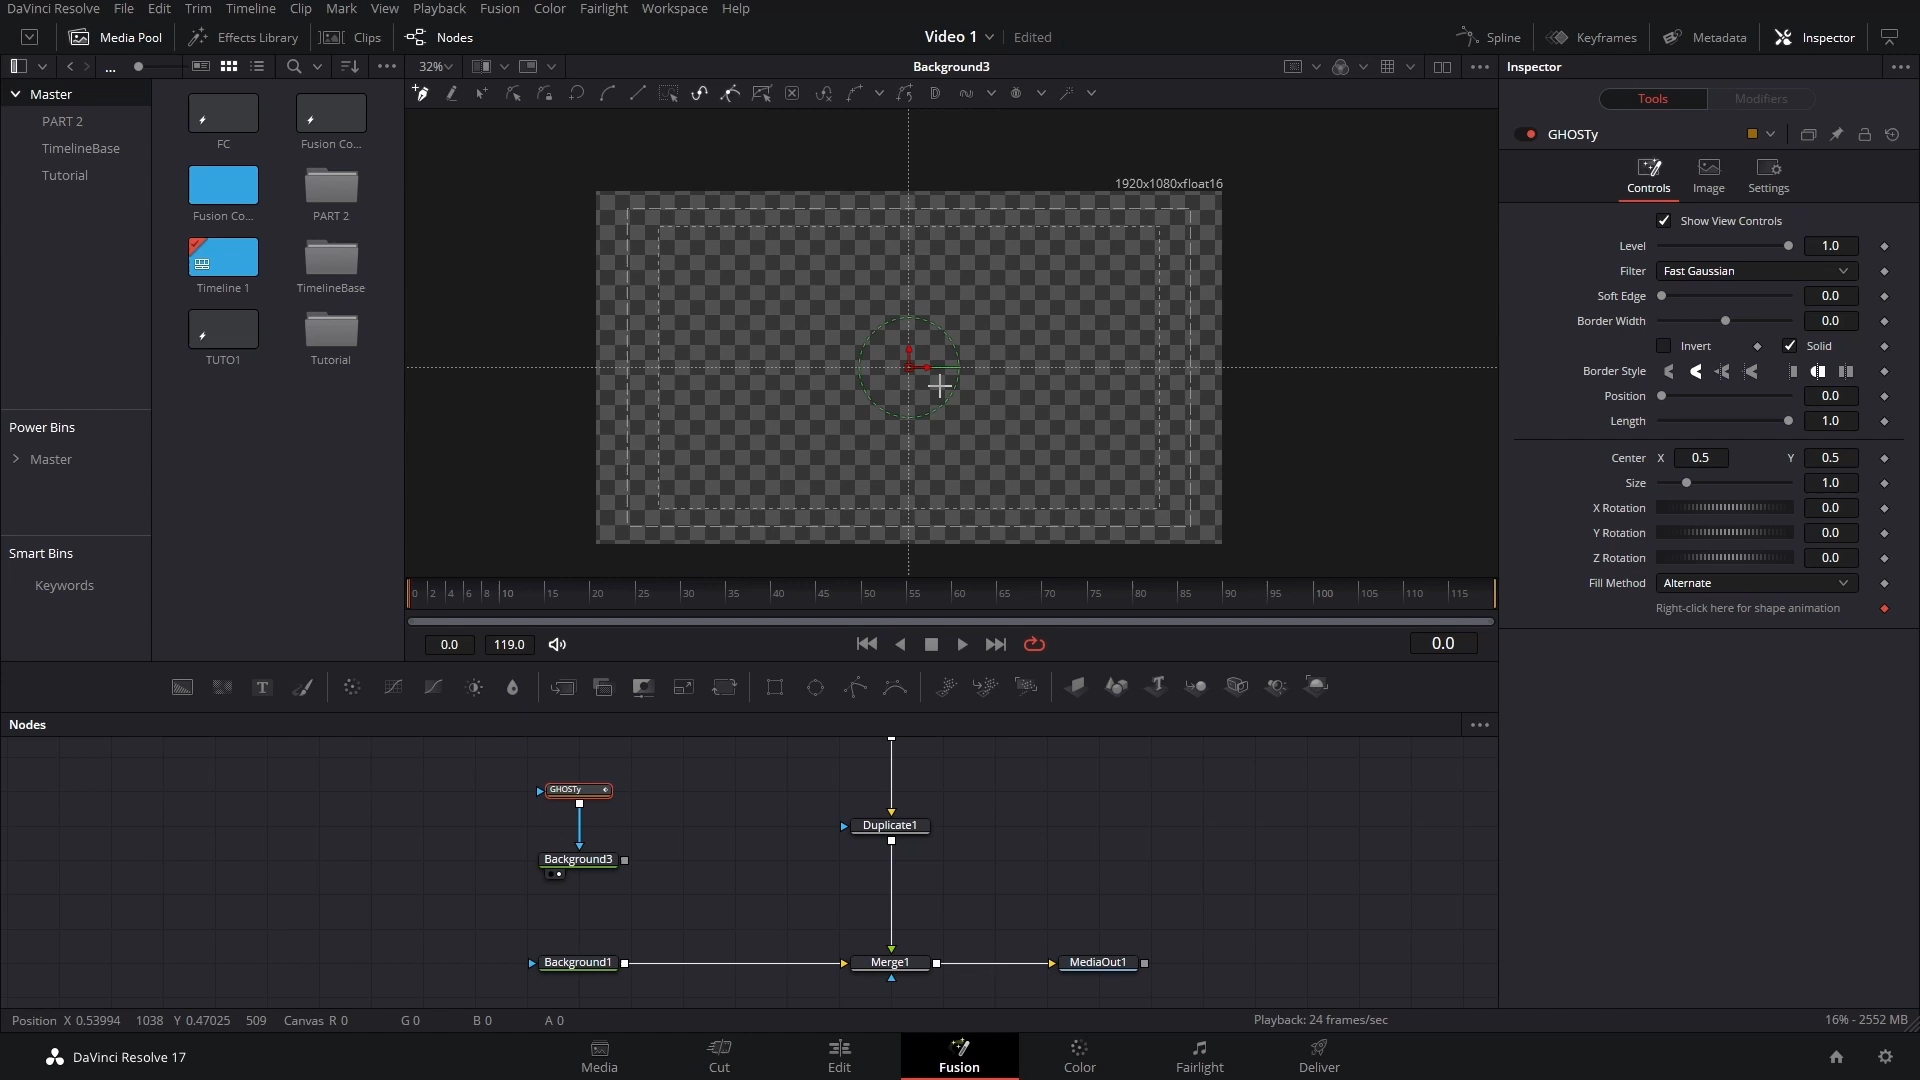 DaVinci Resolve File Edit Trim Timeline Clip Mark View Playback Fusion Color Fairlight Workspace Help
Media Pool Effects Library Clips Nodes Video 1 Edited Spline Keyframes Metadata Inspector
... 32% Background3 Inspector
Master
PART 2
TimelineBase
Tutorial
Power Bins
Master
Smart Bins
Keywords
FC Fusion Co...
Fusion Co... PART 2
Timeline 1 TimelineBase
TUTO1 Tutorial
1920x1080xfloat16
0 2 4 6 8 10 15 20 25 30 35 40 45 50 55 60 65 70 75 80 85 90 95 100 105 110 115
0.0 119.0 0.0
Tools Modifiers
GHOSTy
Controls Image Settings
Show View Controls
Level 1.0
Filter Fast Gaussian
Soft Edge 0.0
Border Width 0.0
Invert Solid
Border Style
Position 0.0
Length 1.0
Center X 0.5 Y 0.5
Size 1.0
X Rotation 0.0
Y Rotation 0.0
Z Rotation 0.0
Fill Method Alternate
Right-click here for shape animation
T
Nodes
GHOSTy
Duplicate1
Background3
Background1 Merge1 MediaOut1
Position X 0.53994 1038 Y 0.47025 509 Canvas R 0 G 0 B 0 A 0 Playback: 24 frames/sec 16% - 2552 MB
DaVinci Resolve 17 Media Cut Edit Fusion Color Fairlight Deliver